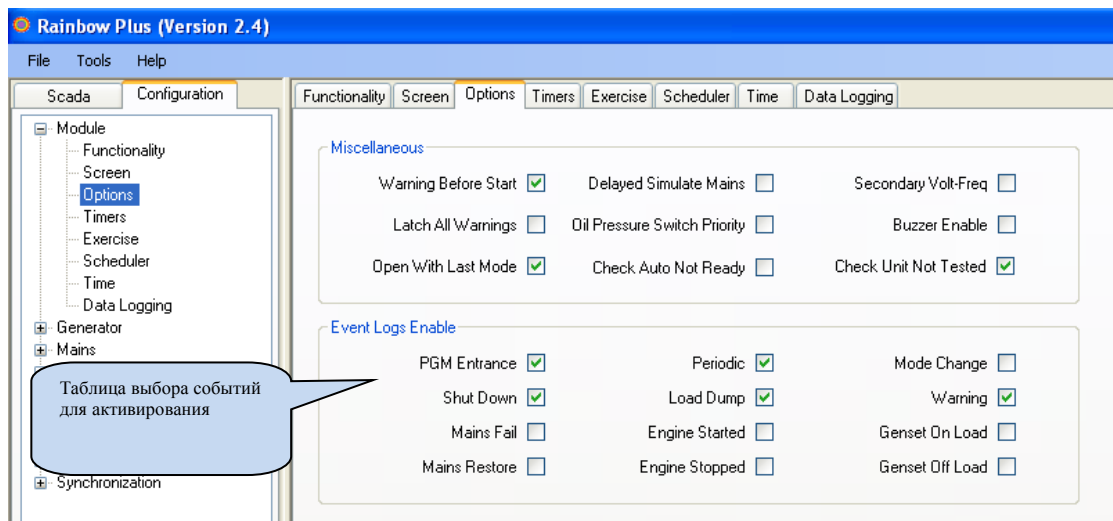 Rainbow Plus (Version 2.4)
File Tools Help
Scada Configuration
Functionality Screen Options Timers Exercise Scheduler Time Data Logging
Module
Functionality
Screen
Options
Timers
Exercise
Scheduler
Time
Data Logging
Generator
Mains
Synchronization
Таблица выбора событий
для активирования
Miscellaneous
Warning Before Start Delayed Simulate Mains Secondary Volt-Freq
Latch All Warnings Oil Pressure Switch Priority Buzzer Enable
Open With Last Mode Check Auto Not Ready Check Unit Not Tested
Event Logs Enable
PGM Entrance Periodic Mode Change
Shut Down Load Dump Warning
Mains Fail Engine Started Genset On Load
Mains Restore Engine Stopped Genset Off Load